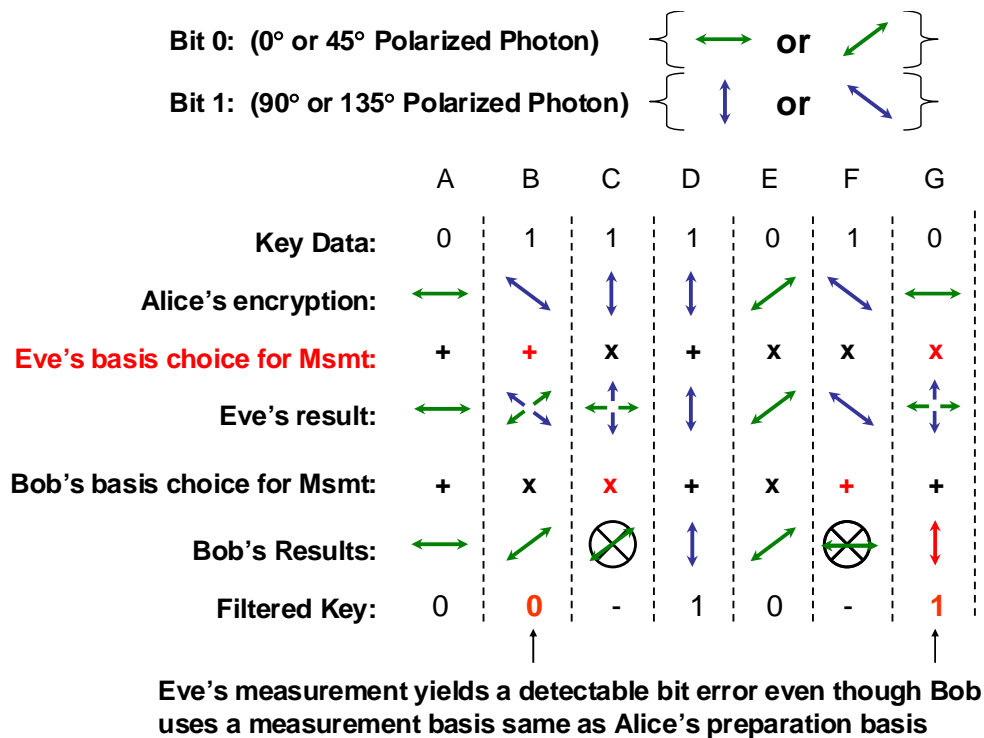 Bit 0: (0° or 45° Polarized Photon) or
Bit 1: (90° or 135° Polarized Photon) or
A B C D E F G
Key Data: 0 1 1 1 0 1 0
Alice's encryption:
Eve's basis choice for Msmt: + + x + x x x
Eve's result:
Bob's basis choice for Msmt: + x x + x + +
Bob's Results:
Filtered Key: 0 0 - 1 0 - 1
Eve's measurement yields a detectable bit error even though Bob
uses a measurement basis same as Alice's preparation basis